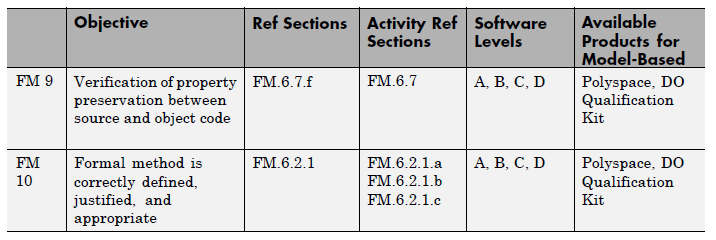 Objective Ref Sections Activity Ref Sections Software Levels Available Products for Model-Based
FM 9 Verification of property preservation between source and object code FM.6.7.f FM.6.7 A, B, C, D Polyspace, DO Qualification Kit
FM 10 Formal method is correctly defined, justified, and appropriate FM.6.2.1 FM.6.2.1.a FM.6.2.1.b FM.6.2.1.c A, B, C, D Polyspace, DO Qualification Kit